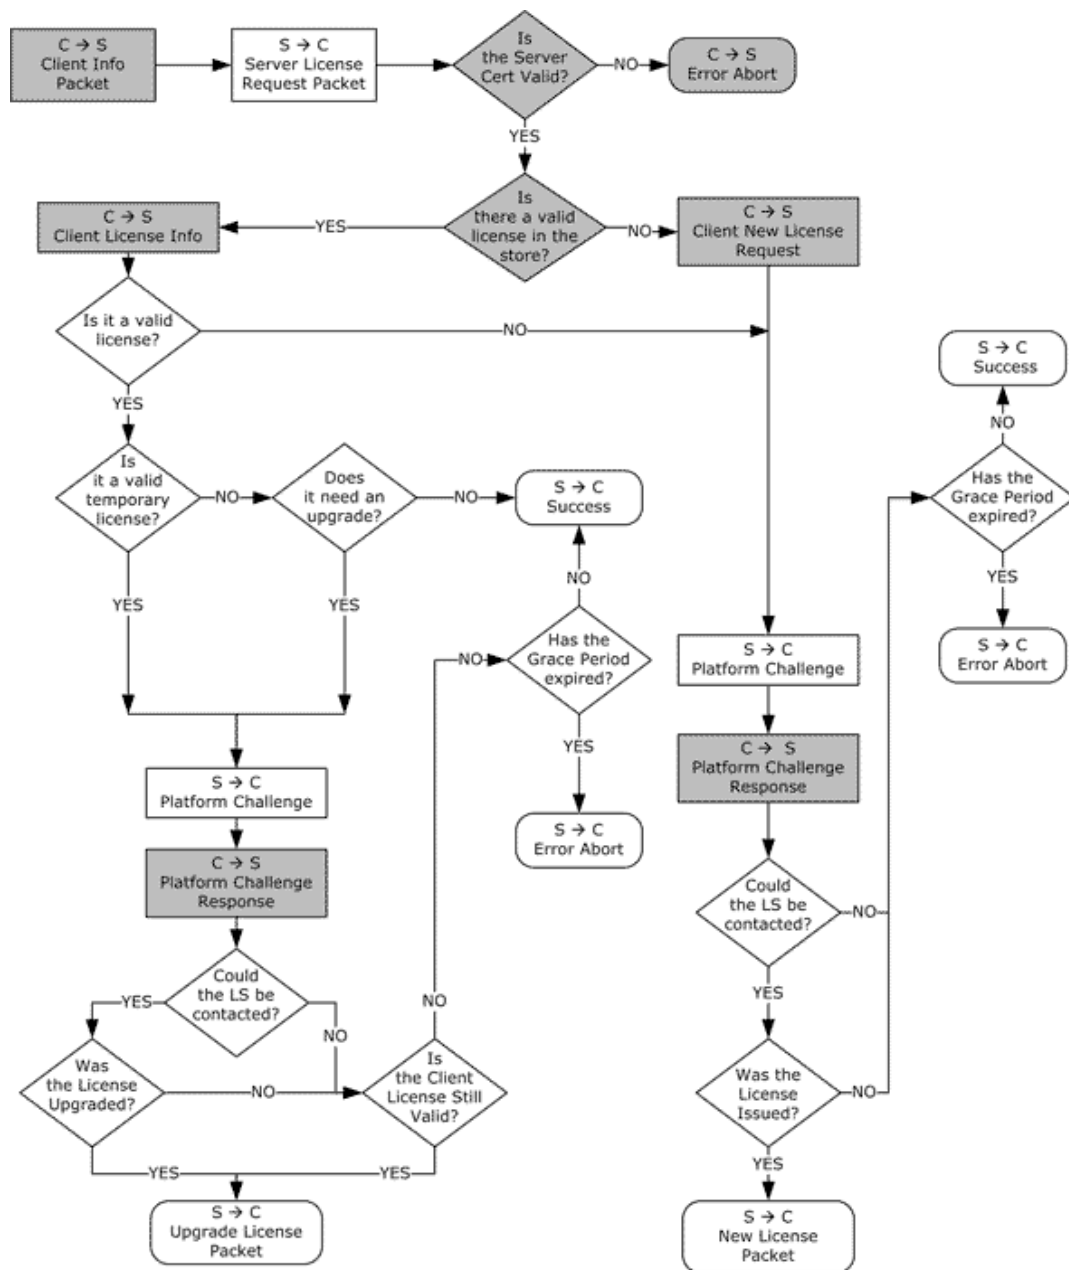 C → S
Client Info
Packet
S → C
Server License
Request Packet
Is
the Server
Cert Valid?
NO
C → S
Error Abort
YES
C → S
Client License Info
YES
Is
there a valid
license in the
store?
NO
C → S
Client New License
Request
Is it a valid
license?
NO
YES
S → C
Success
NO
Has the
Grace Period
expired?
YES
S → C
Error Abort
Is
it a valid
temporary
license?
NO
Does
it need an
upgrade?
NO
S → C
Success
YES
YES
NO
NO
Has the
Grace Period
expired?
YES
S → C
Error Abort
S → C
Platform Challenge
C → S
Platform Challenge
Response
S → C
Platform Challenge
C → S
Platform Challenge
Response
Could
the LS be
contacted?
YES
NO
Was
the License
Upgraded?
NO
Is
the Client
License Still
Valid?
NO
YES
YES
S → C
Upgrade License
Packet
Could
the LS be
contacted?
NO
YES
Was the
License
Issued?
NO
YES
S → C
New License
Packet